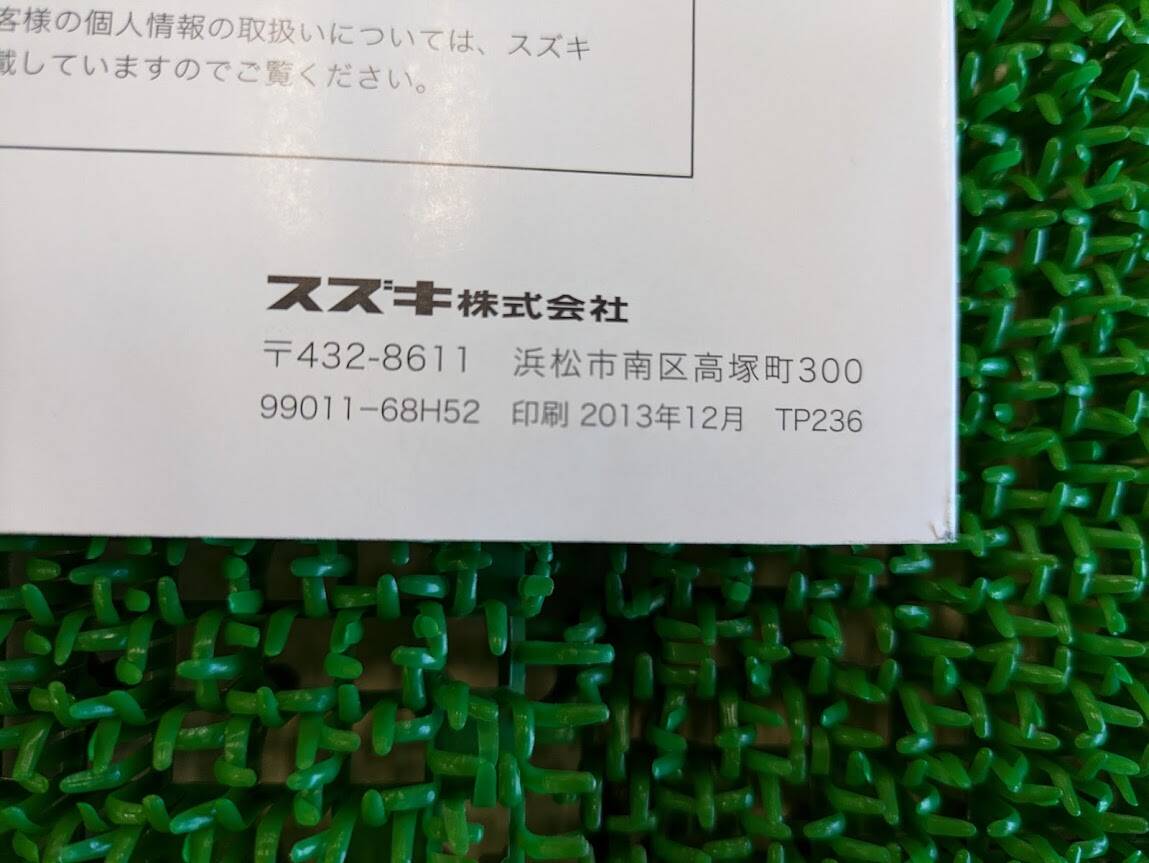 客様の個人情報の取扱いについては、スズキ
載していますのでご覧ください。
スズキ株式会社
〒432-8611　浜松市南区高塚町300
99011−68H52　印刷 2013年12月　TP236